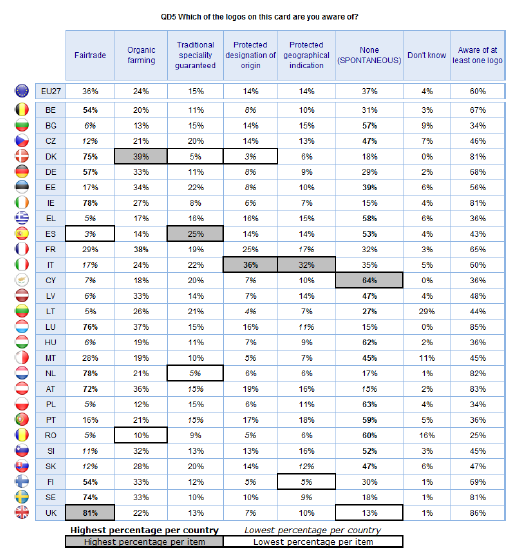 QD5 Which of the logos on this card are you aware of?
Fairtrade Organic farming Traditional speciality guaranteed Protected designation of origin Protected geographical indication None (SPONTANEOUS) Don't know Aware of at least one logo
EU27 36% 24% 15% 14% 14% 37% 4% 60%
BE 54% 20% 11% 8% 10% 31% 3% 67%
BG 6% 13% 15% 14% 15% 57% 9% 34%
CZ 12% 21% 20% 14% 13% 47% 7% 46%
DK 75% 39% 5% 3% 6% 18% 0% 81%
DE 57% 33% 11% 8% 9% 29% 2% 68%
EE 17% 34% 22% 8% 10% 39% 6% 56%
IE 78% 27% 8% 6% 7% 15% 4% 81%
EL 5% 17% 16% 16% 15% 58% 6% 36%
ES 3% 14% 25% 14% 14% 53% 4% 43%
FR 29% 38% 19% 25% 17% 32% 3% 65%
IT 17% 24% 22% 36% 32% 35% 5% 60%
CY 7% 18% 20% 7% 10% 64% 0% 36%
LV 6% 33% 14% 7% 14% 47% 4% 48%
LT 5% 26% 21% 4% 7% 27% 29% 44%
LU 76% 37% 15% 16% 11% 15% 0% 85%
HU 6% 19% 11% 7% 9% 62% 2% 36%
MT 28% 19% 10% 5% 7% 45% 11% 45%
NL 78% 21% 5% 6% 6% 17% 1% 82%
AT 72% 36% 15% 19% 16% 15% 2% 83%
PL 5% 12% 15% 6% 11% 63% 4% 34%
PT 16% 21% 15% 17% 18% 59% 5% 36%
RO 5% 10% 9% 5% 6% 60% 16% 25%
SI 11% 32% 13% 13% 16% 52% 3% 45%
SK 12% 28% 20% 14% 12% 47% 6% 47%
FI 54% 33% 12% 5% 5% 30% 1% 69%
SE 74% 33% 10% 10% 9% 18% 1% 81%
UK 81% 22% 13% 7% 10% 13% 1% 86%
Highest percentage per country Lowest percentage per country
Highest percentage per item Lowest percentage per item